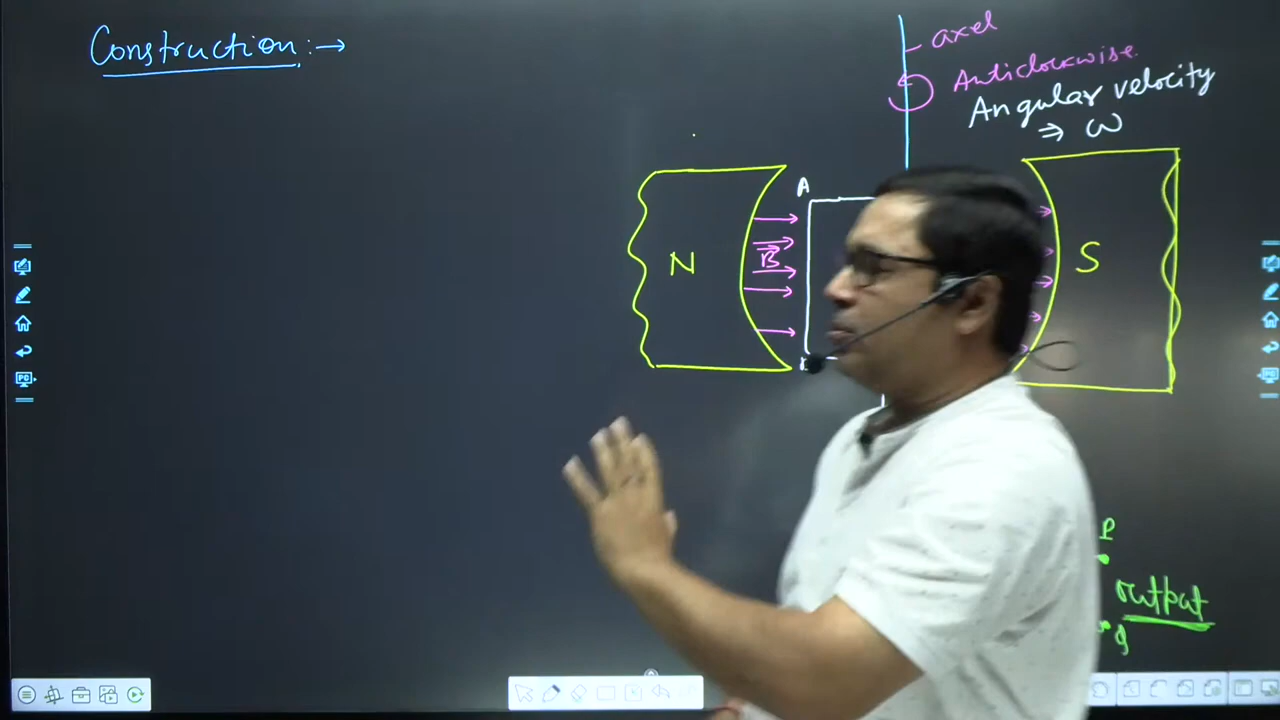 Construction :→
axel
Anticlockwise
Angular velocity
⇒ ω
A
N
B
S
P
output